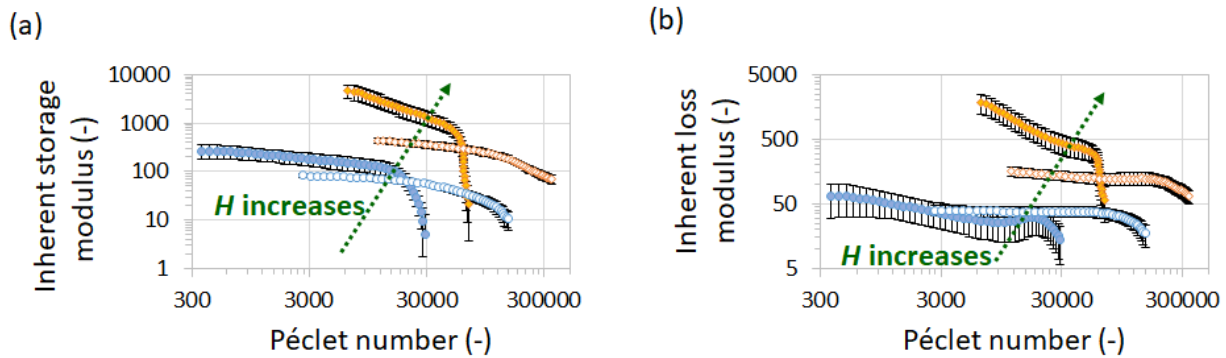 (a)
Inherent storage
modulus (-)
10000
1000
100
10
1
H increases
300
3000
30000
300000
Péclet number (-)
(b)
Inherent loss
modulus (-)
5000
500
50
5
H increases
300
3000
30000
300000
Péclet number (-)